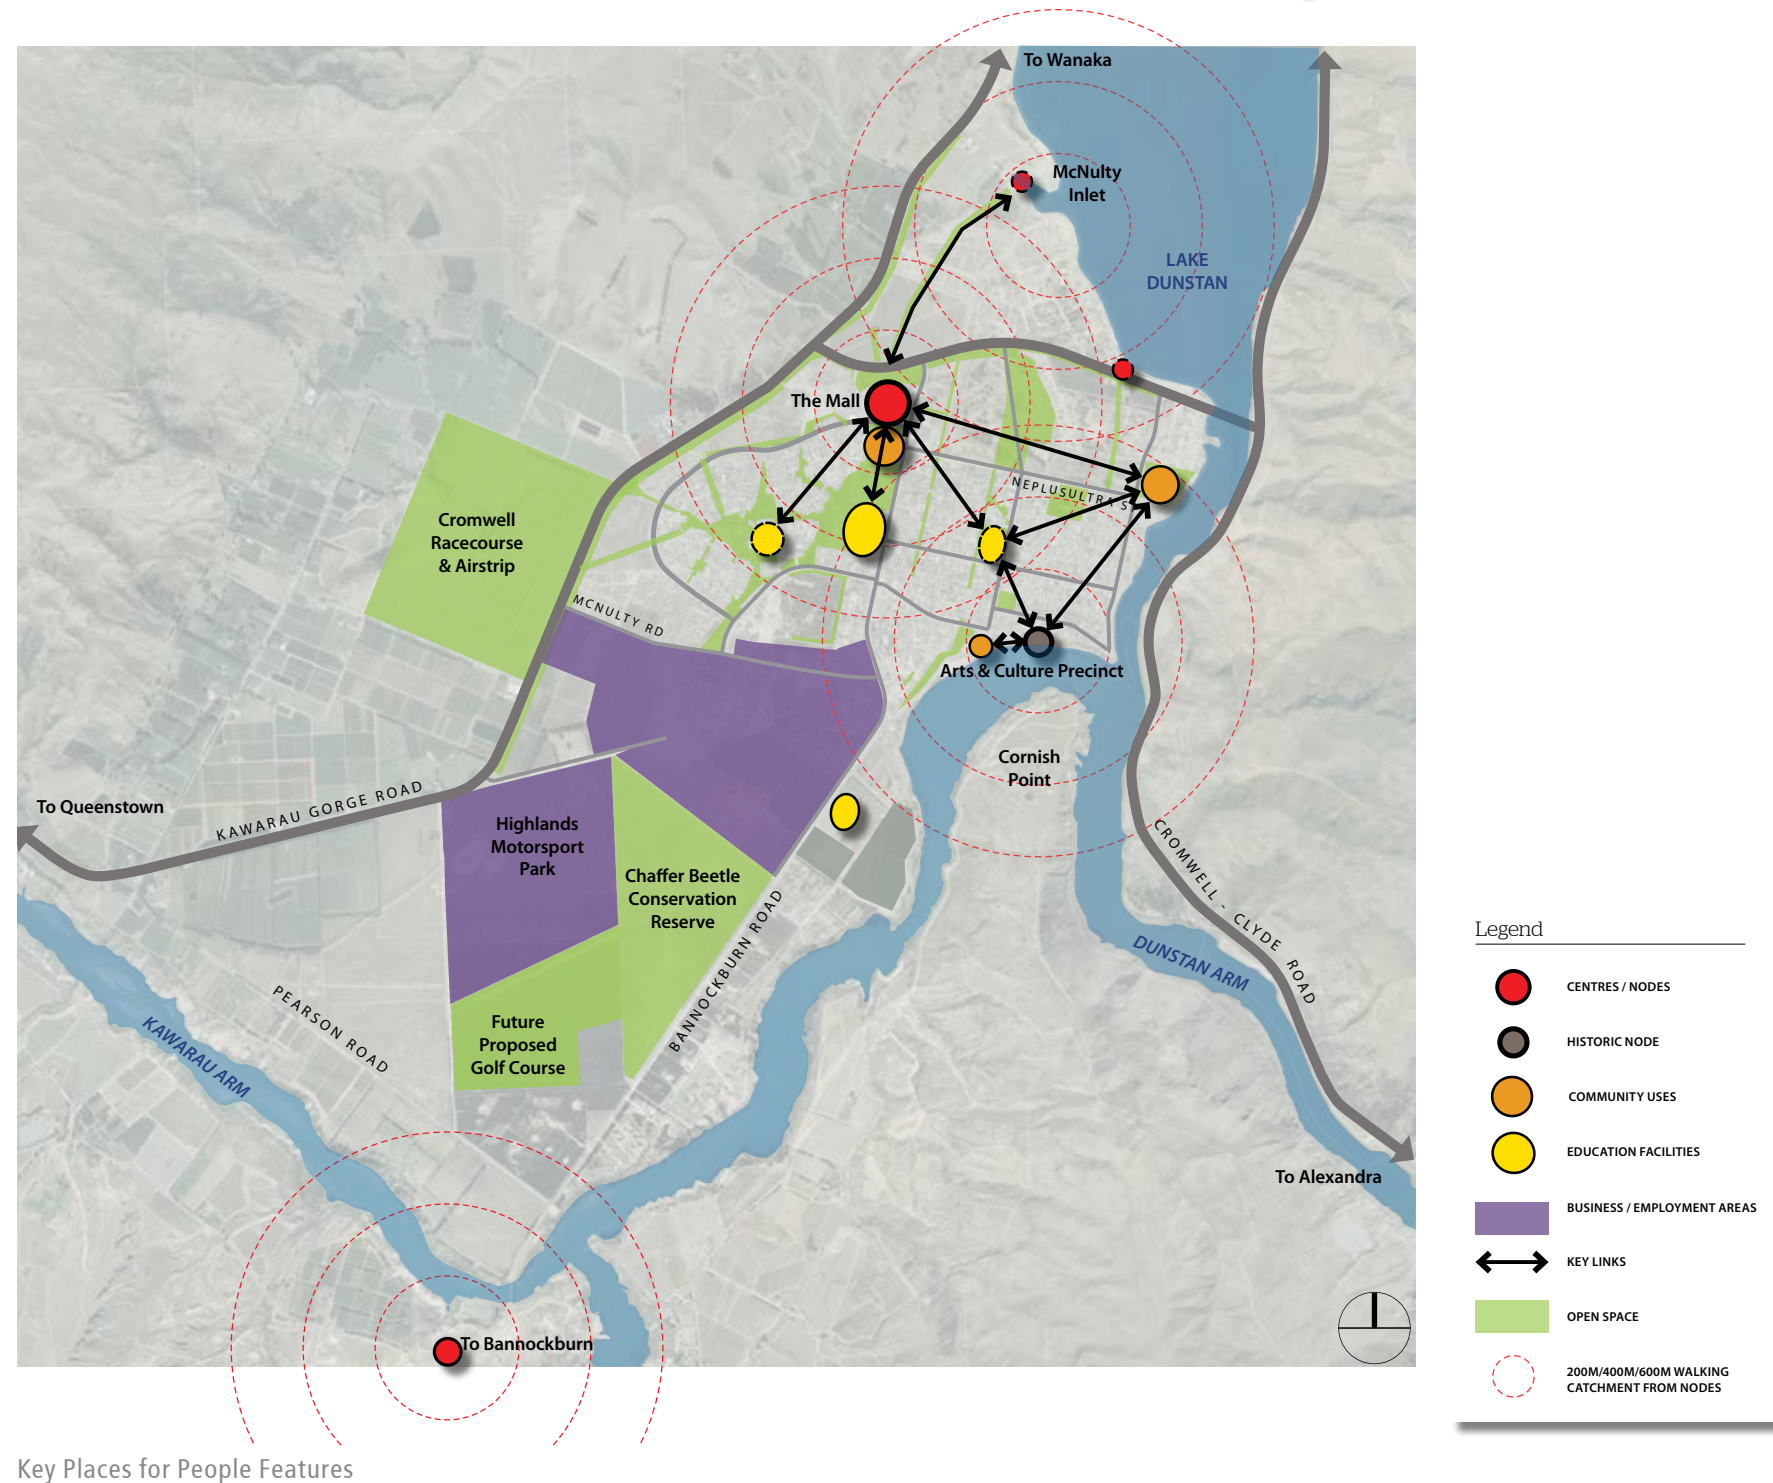 To Wanaka
McNulty
Inlet
LAKE
DUNSTAN
The Mall
NEPLUSULTRA S
Cromwell
Racecourse
& Airstrip
MCNULTY RD
Arts & Culture Precinct
Cornish
Point
To Queenstown
KAWARAU GORGE ROAD
Highlands
Motorsport
Park
Chaffer Beetle
Conservation
Reserve
CROMWELL - CLYDE ROAD
BANNOCKBURN ROAD
DUNSTAN ARM
PEARSON ROAD
KAWARAU ARM
Future
Proposed
Golf Course
To Alexandra
To Bannockburn
Legend
CENTRES / NODES
HISTORIC NODE
COMMUNITY USES
EDUCATION FACILITIES
BUSINESS / EMPLOYMENT AREAS
KEY LINKS
OPEN SPACE
200M/400M/600M WALKING
CATCHMENT FROM NODES
Key Places for People Features